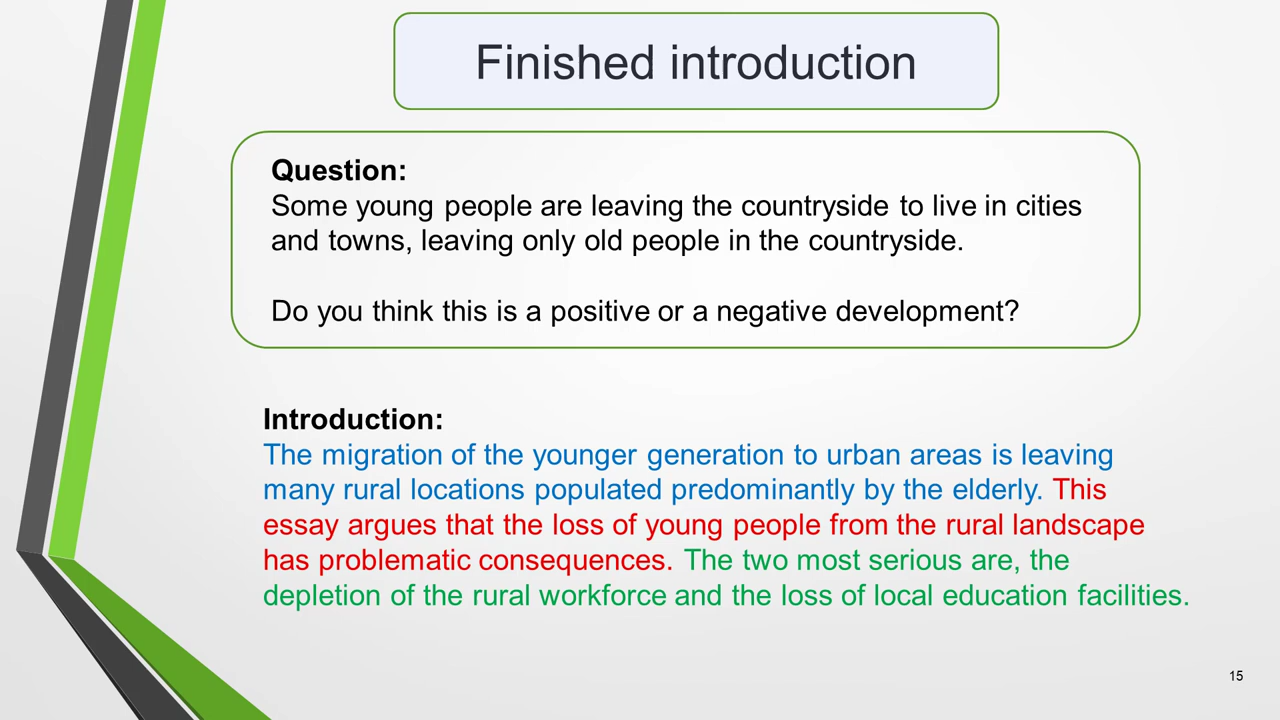 Finished introduction
Question:
Some young people are leaving the countryside to live in cities
and towns, leaving only old people in the countryside.
Do you think this is a positive or a negative development?
Introduction:
The migration of the younger generation to urban areas is leaving
many rural locations populated predominantly by the elderly. This
essay argues that the loss of young people from the rural landscape
has problematic consequences. The two most serious are, the
depletion of the rural workforce and the loss of local education facilities.
15